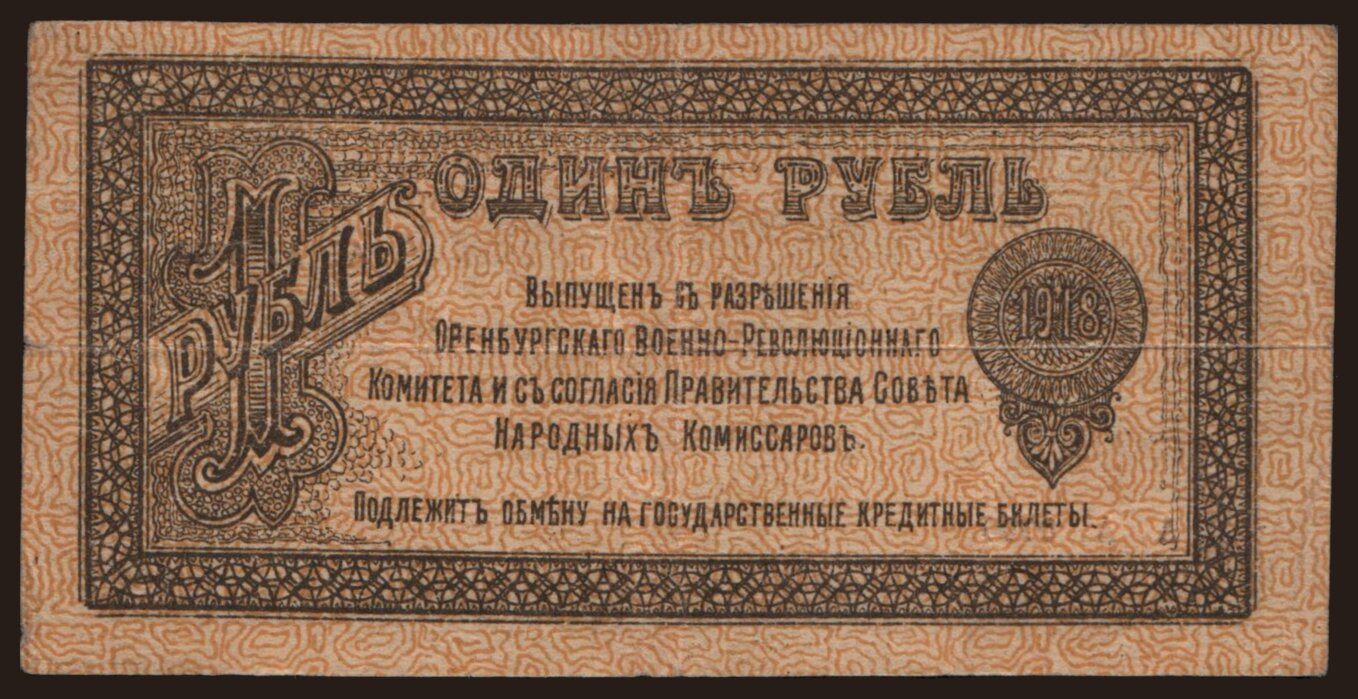 1
РУБЛЬ
ОДИНЪ РУБЛЬ
1918
ВЫПУЩЕНЪ СЪ РАЗРѢШЕНІЯ
ОРЕНБУРГСКАГО ВОЕННО-РЕВОЛЮЦІОННАГО
КОМИТЕТА И СЪ СОГЛАСІЯ ПРАВИТЕЛЬСТВА СОВѢТА
НАРОДНЫХЪ КОМИССАРОВЪ.
ПОДЛЕЖИТЪ ОБМѢНУ НА ГОСУДАРСТВЕННЫЕ КРЕДИТНЫЕ БИЛЕТЫ.